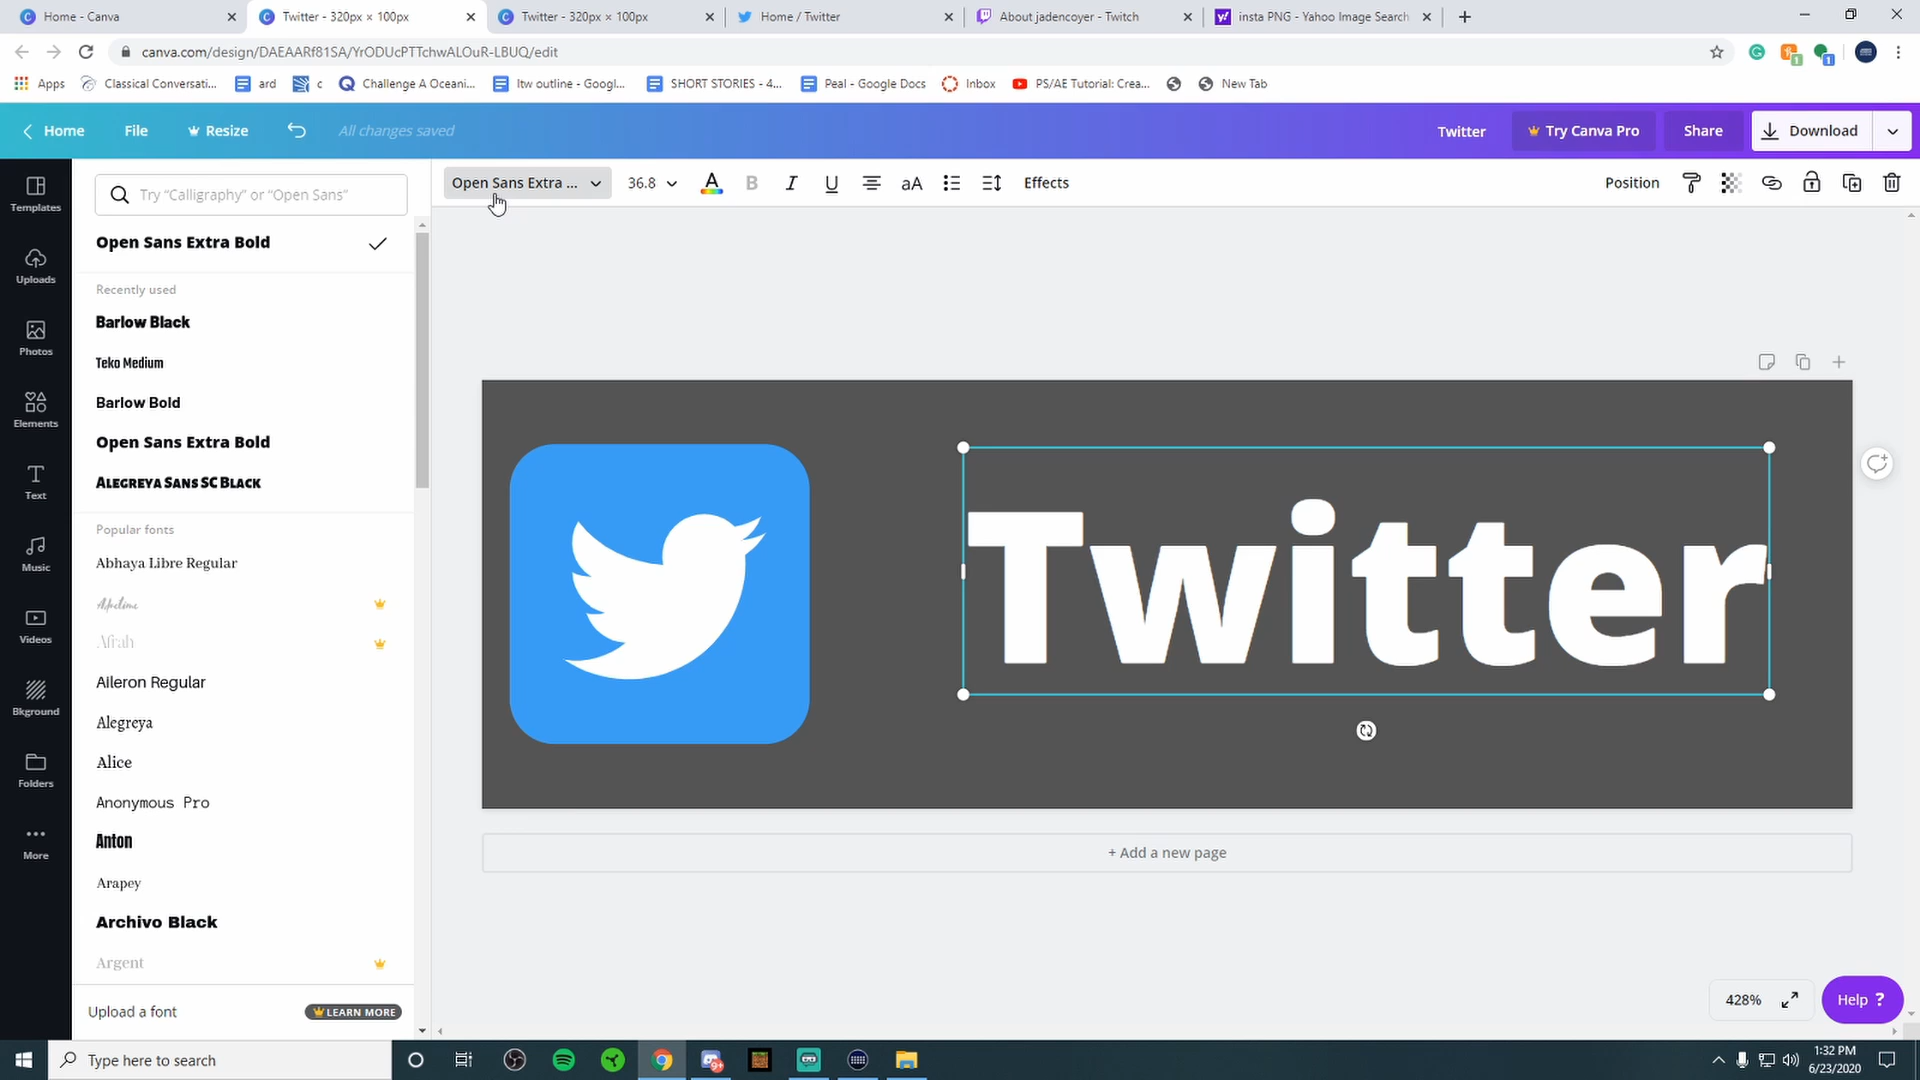 Home - Canva
Twitter - 320px × 100px
Twitter - 320px × 100px
Home / Twitter
About jadencoyer - Twitch
insta PNG - Yahoo Image Search
canva.com/design/DAEAARf81SA/YrODUcPTTchwALOuR-LBUQ/edit
Apps
Classical Conversati...
ard
c
Challenge A Oceani...
Itw outline - Googl...
SHORT STORIES - 4...
Peal - Google Docs
Inbox
PS/AE Tutorial: Crea...
New Tab
Home
File
Resize
All changes saved
Twitter
Try Canva Pro
Share
Download
Open Sans Extra ...
36.8
A
B
I
U
aA
Effects
Position
Templates
Uploads
Photos
Elements
Text
Music
Videos
Bkground
Folders
More
Try "Calligraphy" or "Open Sans"
Open Sans Extra Bold
Recently used
Barlow Black
Teko Medium
Barlow Bold
Open Sans Extra Bold
Alegreya Sans SC Black
Popular fonts
Abhaya Libre Regular
Afrah
Aileron Regular
Alegreya
Alice
Anonymous Pro
Anton
Arapey
Archivo Black
Argent
Upload a font
LEARN MORE
Twitter
+ Add a new page
428%
Help ?
Type here to search
1:32 PM
6/23/2020